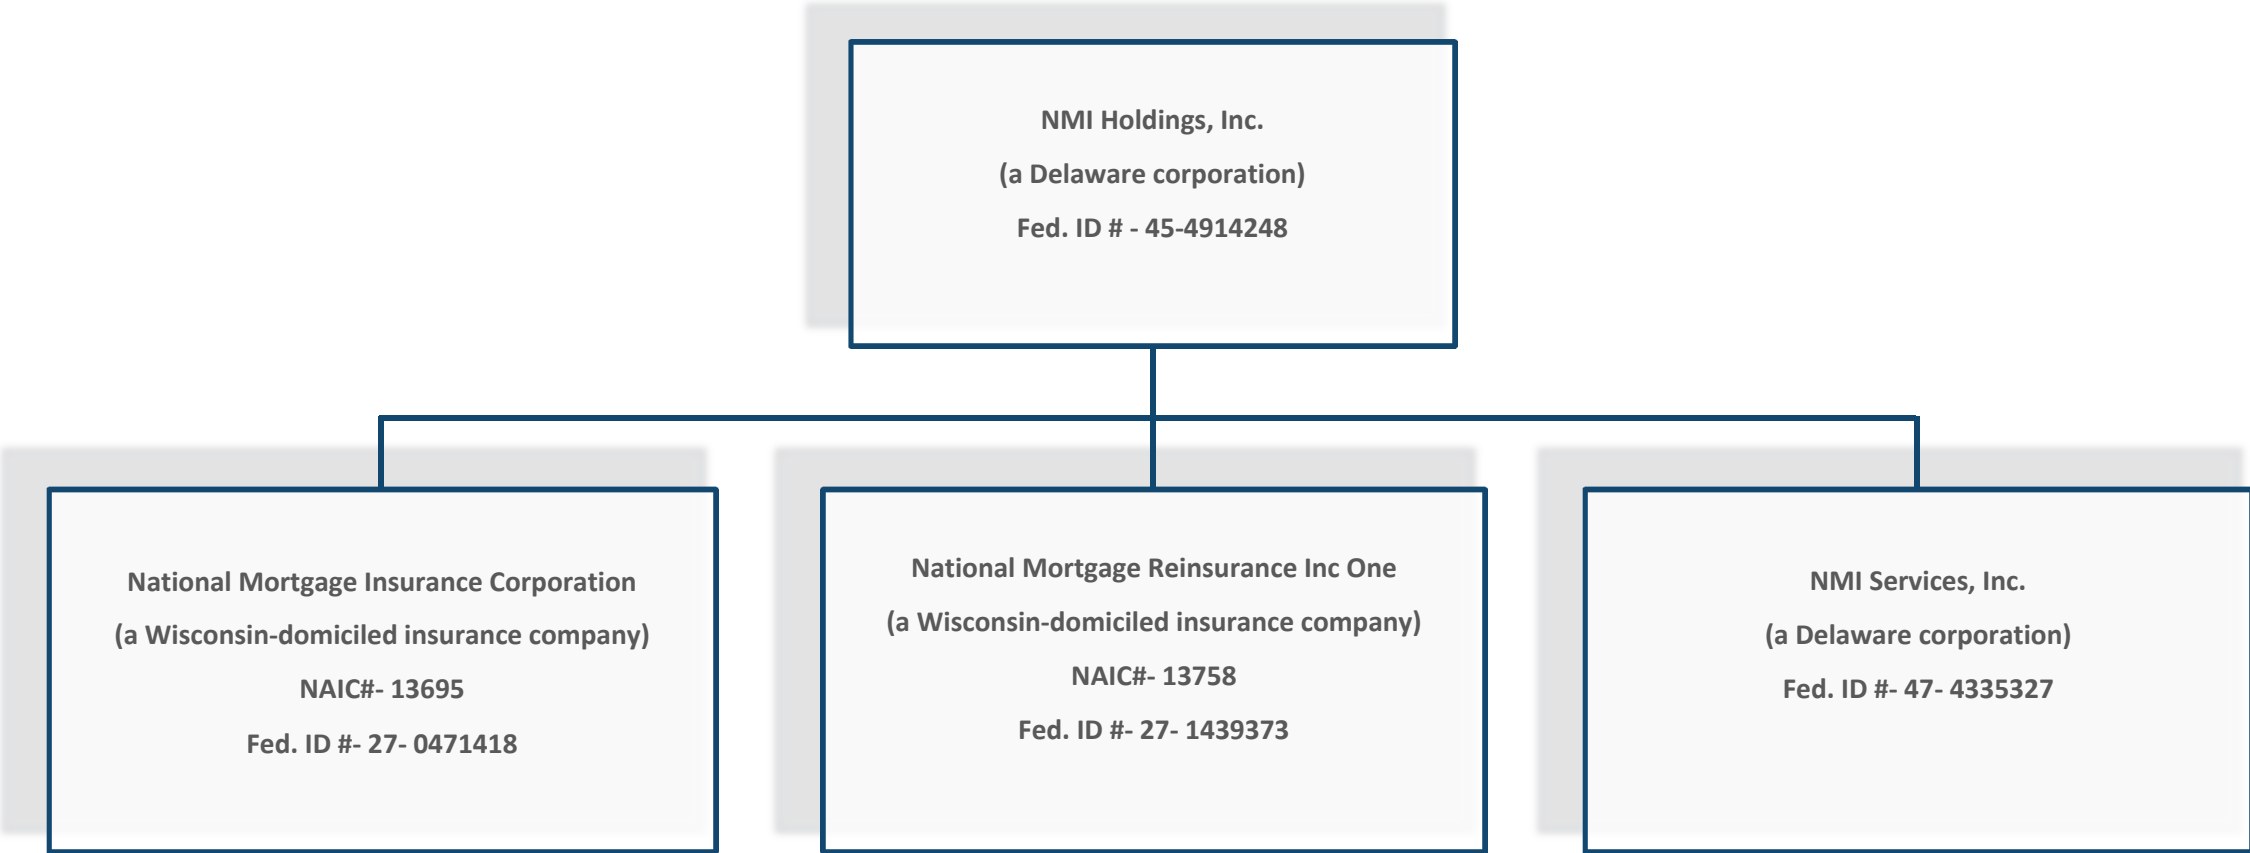 NMI Holdings, Inc.
(a Delaware corporation)
Fed. ID # - 45-4914248
National Mortgage Insurance Corporation
(a Wisconsin-domiciled insurance company)
NAIC#- 13695
Fed. ID #- 27- 0471418
National Mortgage Reinsurance Inc One
(a Wisconsin-domiciled insurance company)
NAIC#- 13758
Fed. ID #- 27- 1439373
NMI Services, Inc.
(a Delaware corporation)
Fed. ID #- 47- 4335327